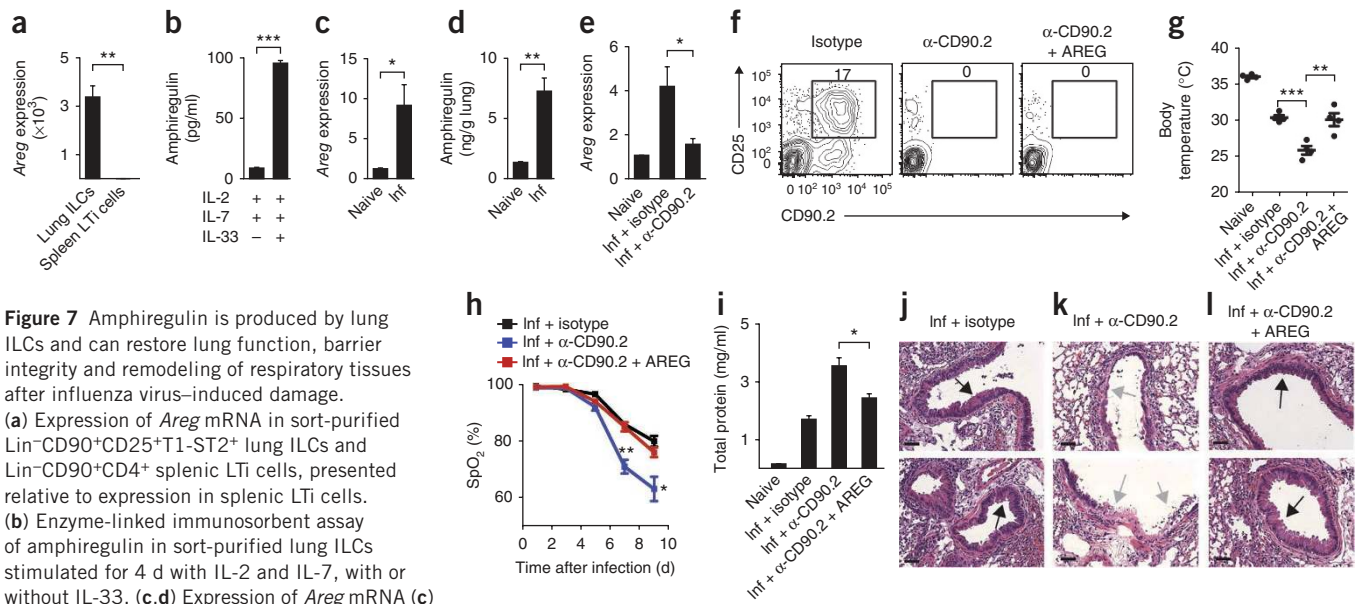 a
Areg expression
(×10³)
5
3
1
**
Lung ILCs
Spleen LTi cells
b
Amphiregulin
(pg/ml)
100
50
0
***
IL-2 + +
IL-7 + +
IL-33 – +
c
Areg expression
15
10
5
0
*
Naive
Inf
d
Amphiregulin
(ng/g lung)
10
8
6
4
2
0
**
Naive
Inf
e
Areg expression
6
4
2
0
*
Naive
Inf + isotype
Inf + α-CD90.2
f
Isotype
α-CD90.2
α-CD90.2
+ AREG
17
0
0
10⁵
10⁴
10³
10²
0
CD25
0 10² 10³ 10⁴ 10⁵
CD90.2
g
Body
temperature (°C)
40
35
30
25
20
***
**
Naive
Inf + isotype
Inf + α-CD90.2
Inf + α-CD90.2 +
AREG
Figure 7 Amphiregulin is produced by lung
ILCs and can restore lung function, barrier
integrity and remodeling of respiratory tissues
after influenza virus–induced damage.
(a) Expression of Areg mRNA in sort-purified
Lin⁻CD90⁺CD25⁺T1-ST2⁺ lung ILCs and
Lin⁻CD90⁺CD4⁺ splenic LTi cells, presented
relative to expression in splenic LTi cells.
(b) Enzyme-linked immunosorbent assay
of amphiregulin in sort-purified lung ILCs
stimulated for 4 d with IL-2 and IL-7, with or
without IL-33. (c,d) Expression of Areg mRNA (c)
h
Inf + isotype
Inf + α-CD90.2
Inf + α-CD90.2 + AREG
SpO₂ (%)
100
80
60
**
*
0 2 4 6 8 10
Time after infection (d)
i
Total protein (mg/ml)
5
3
1
*
Naive
Inf + isotype
Inf + α-CD90.2
Inf + α-CD90.2 + AREG
j
Inf + isotype
k
Inf + α-CD90.2
l
Inf + α-CD90.2
+ AREG